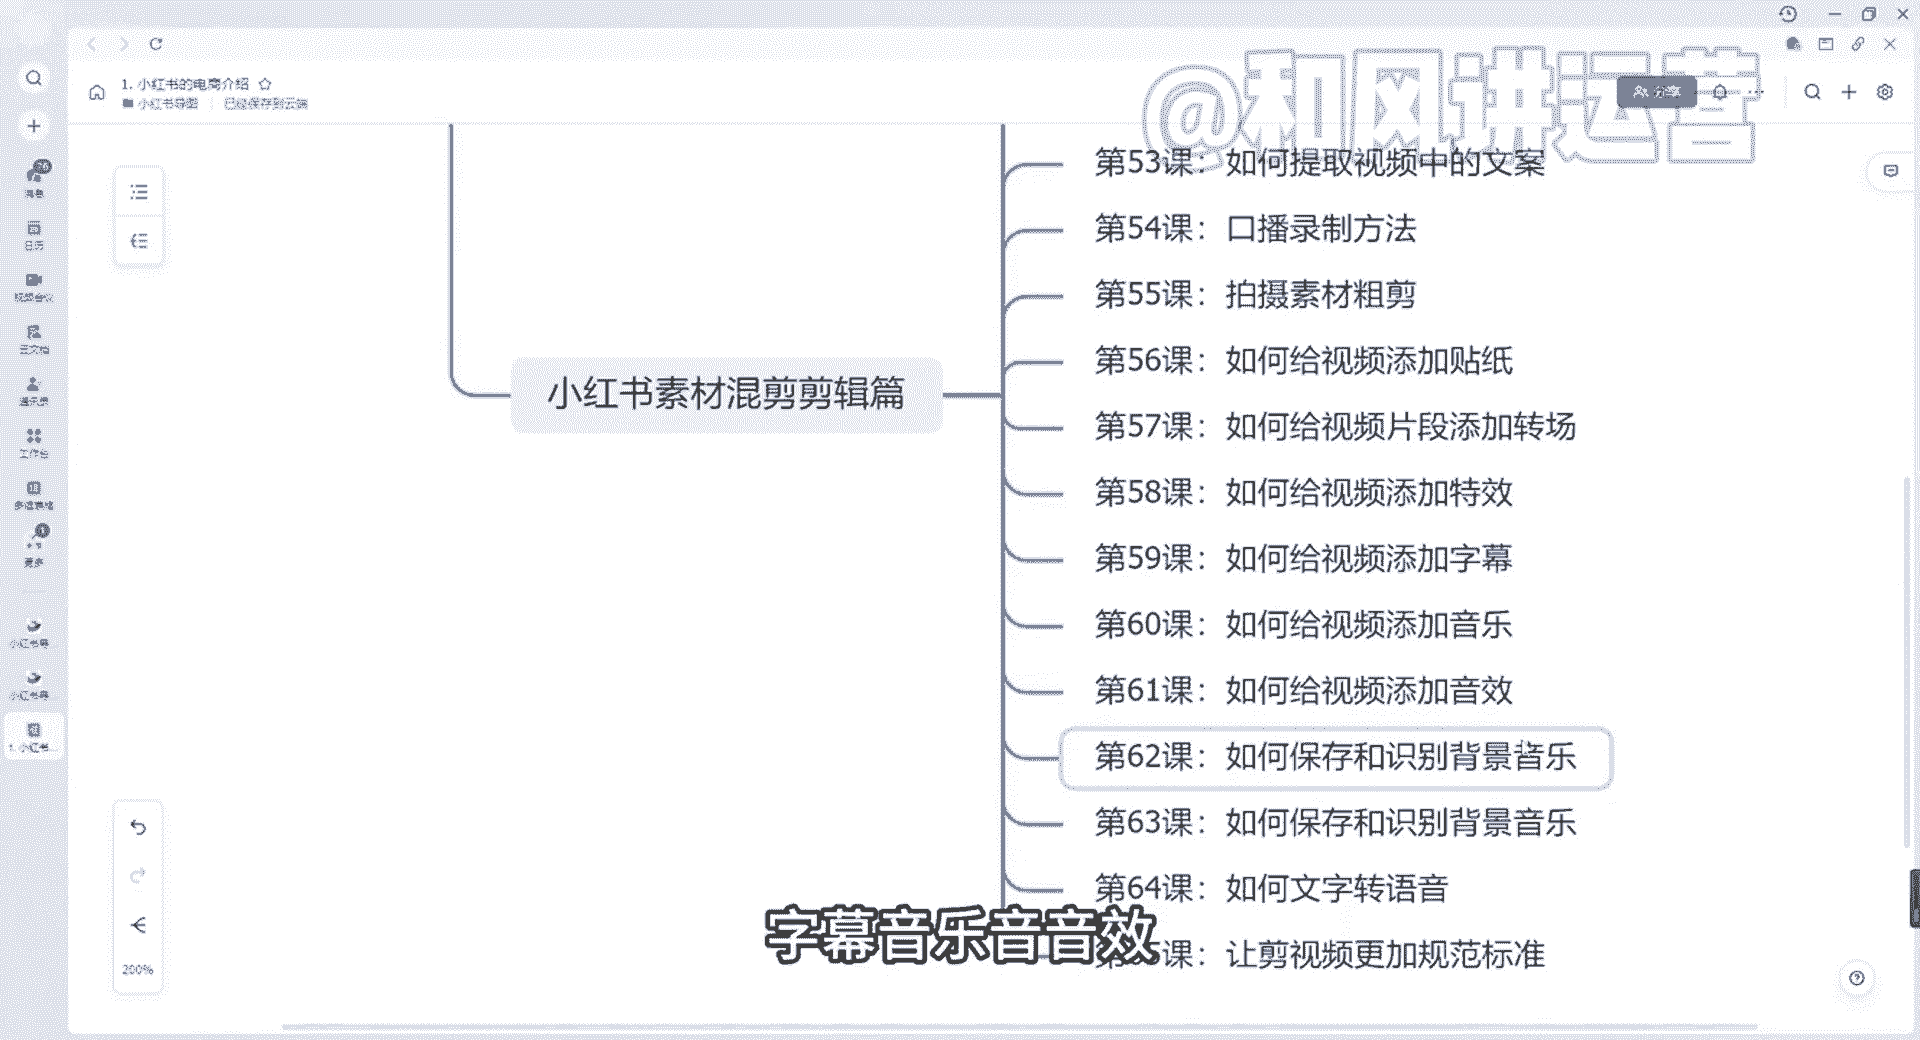 1. 小红书的电商介绍
小红书导图 | 已经保存到云端
@和风讲运营
分享
消息
日历
视频会议
云文档
通讯录
工作台
多维表格
更多
小红书导...
小红书导...
1. 小红书...
小红书素材混剪剪辑篇
第53课：如何提取视频中的文案
第54课：口播录制方法
第55课：拍摄素材粗剪
第56课：如何给视频添加贴纸
第57课：如何给视频片段添加转场
第58课：如何给视频添加特效
第59课：如何给视频添加字幕
第60课：如何给视频添加音乐
第61课：如何给视频添加音效
第62课：如何保存和识别背景音乐
第63课：如何保存和识别背景音乐
第64课：如何文字转语音
5课：让剪视频更加规范标准
字幕音乐音音效
200%